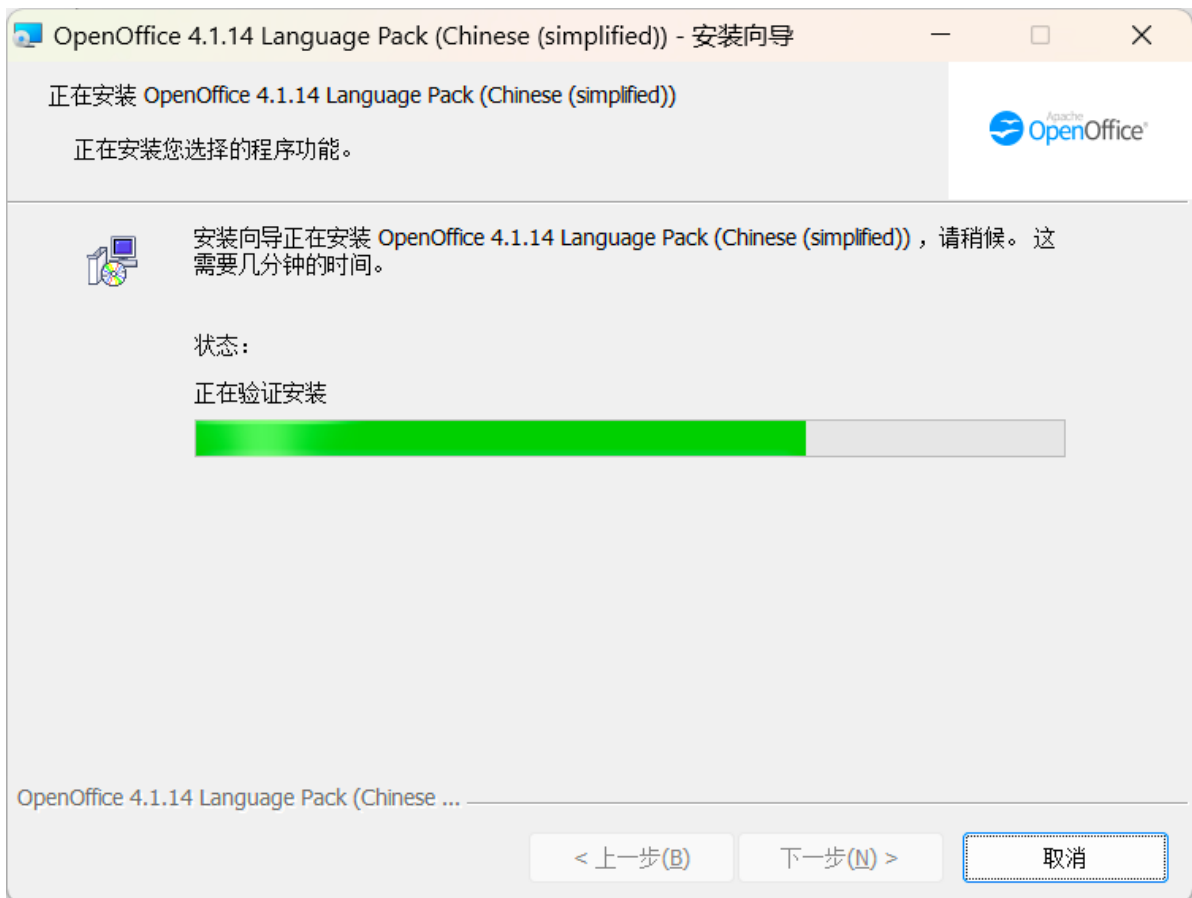 OpenOffice 4.1.14 Language Pack (Chinese (simplified)) - 安装向导
正在安装 OpenOffice 4.1.14 Language Pack (Chinese (simplified))
正在安装您选择的程序功能。
Apache
OpenOffice®
安装向导正在安装 OpenOffice 4.1.14 Language Pack (Chinese (simplified)) ，请稍候。 这
需要几分钟的时间。
状态：
正在验证安装
OpenOffice 4.1.14 Language Pack (Chinese ...
< 上一步(B)
下一步(N) >
取消